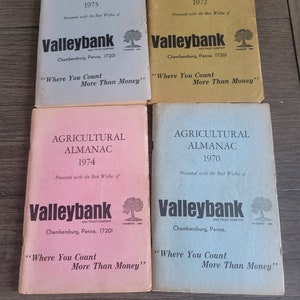 1973
Presented with the Best Wishes of
Valleybank
Chambersburg, Penna. 17201
"Where You Count
More Than Money"
1972
Presented with the Best Wishes of
Valleybank
Chambersburg, Penna. 17201
"Where You Count
More Than Money"
AGRICULTURAL
ALMANAC
1974
Presented with the Best Wishes of
Valleybank
Chambersburg, Penna. 17201
"Where You Count
More Than Money"
AGRICULTURAL
ALMANAC
1970
Presented with the Best Wishes of
Valleybank
Chambersburg, Penna.
"Where You Count
More Than Money"